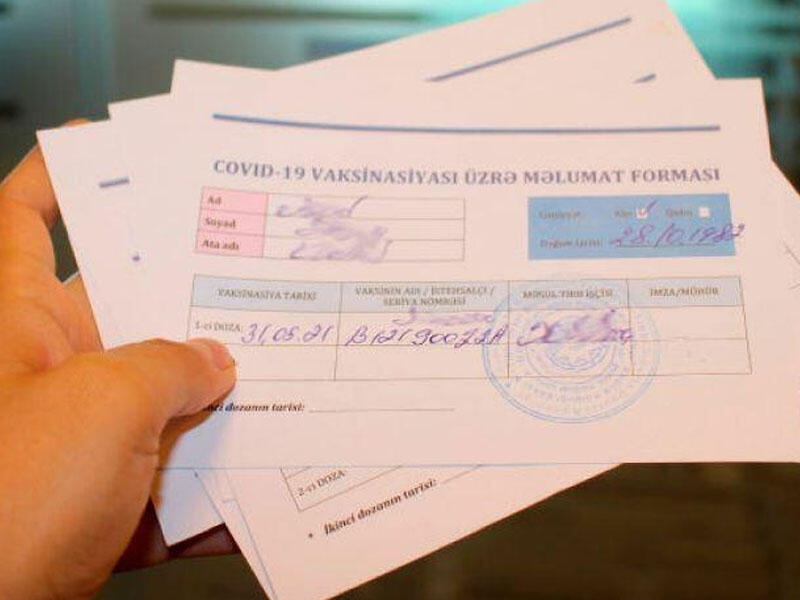 COVID-19 VAKSİNASİYASI ÜZRƏ MƏLUMAT FORMASI
Ad
Soyad
Ata adı
Cinsiyyət: Kişi Qadın
Doğum tarixi: 28.10.1982
VAKSİNASİYA TARİXİ
VAKSİNİN ADI / İSTEHSALÇI / SERİYA NÖMRƏSİ
MƏSUL TİBB İŞÇİSİ
İMZA/MÖHÜR
1-ci DOZA: 31,05.21
İkinci dozanın tarixi:
2-ci DOZA:
• İkinci dozanın tarixi: